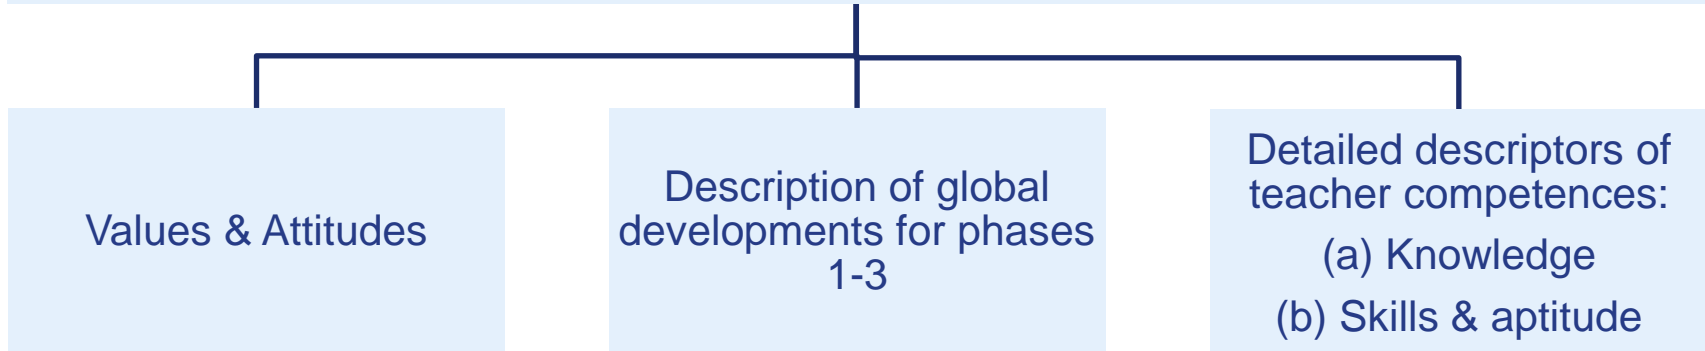 Values & Attitudes
Description of global
developments for phases
1-3
Detailed descriptors of
teacher competences:
(a) Knowledge
(b) Skills & aptitude